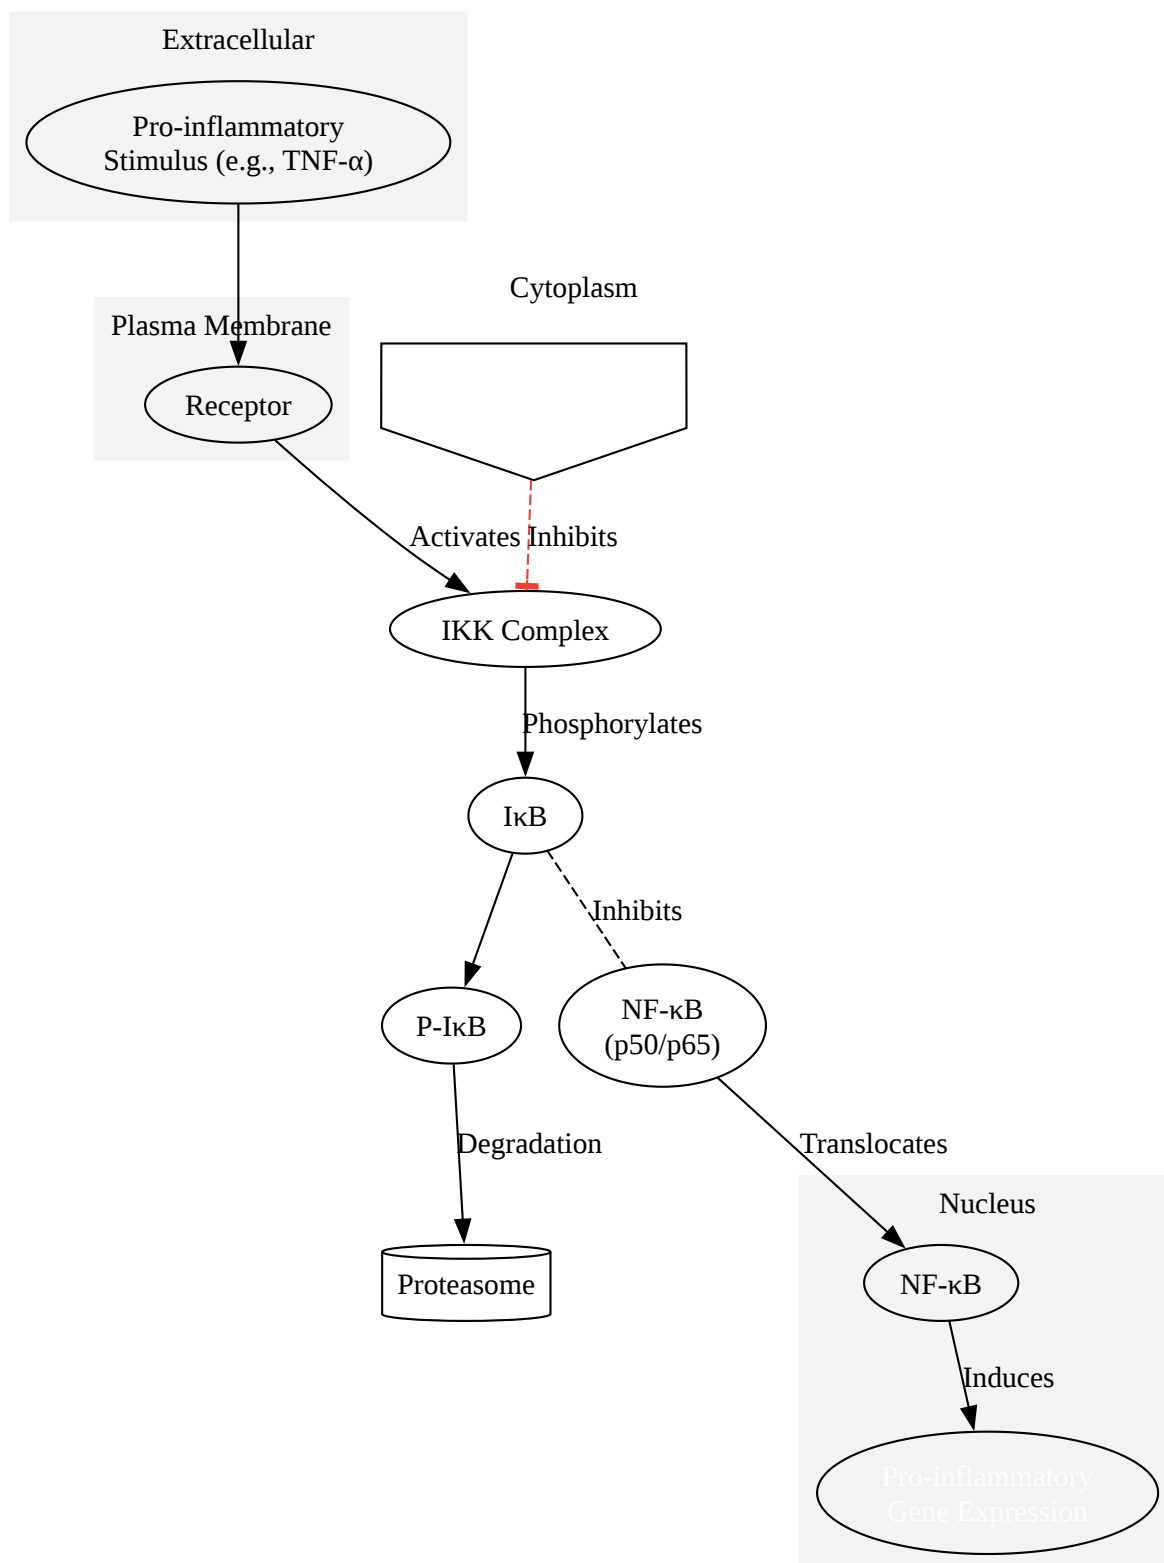 Extracellular
Pro-inflammatory
Stimulus (e.g., TNF-α)
Cytoplasm
Plasma Membrane
Receptor
Activates
Inhibits
IKK Complex
Phosphorylates
IκB
Inhibits
P-IκB
NF-κB
(p50/p65)
Degradation
Translocates
Nucleus
Proteasome
NF-κB
Induces
Pro-inflammatory
Gene Expression